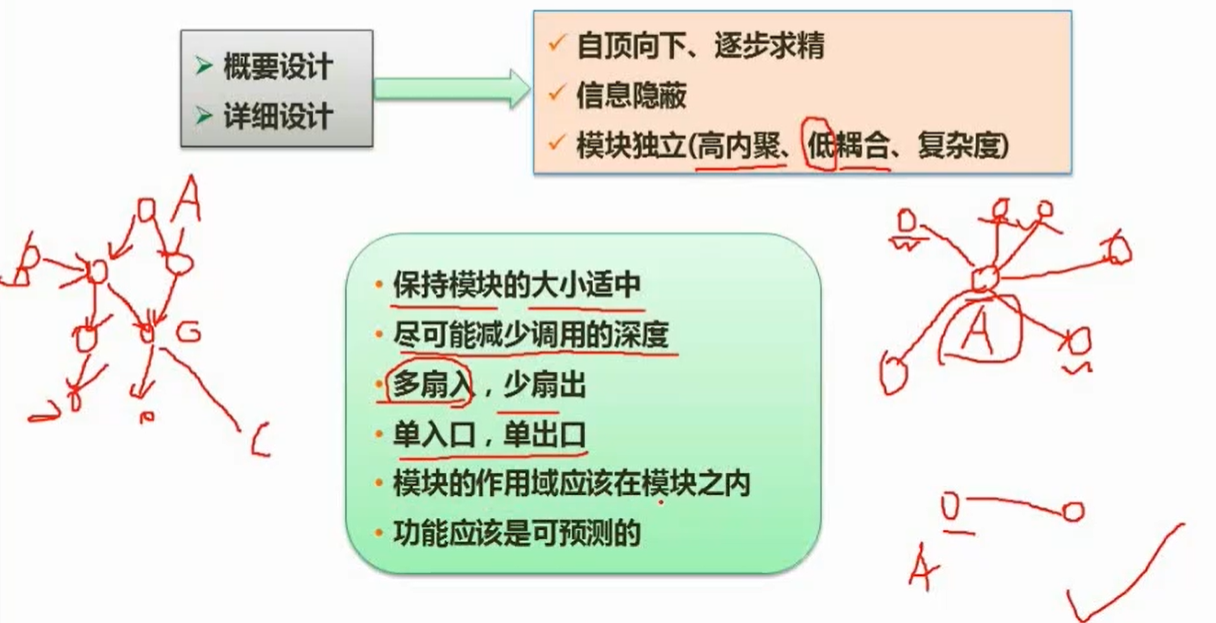 概要设计
详细设计
自顶向下、逐步求精
信息隐蔽
模块独立(高内聚、低耦合、复杂度)
保持模块的大小适中
尽可能减少调用的深度
多扇入，少扇出
单入口，单出口
模块的作用域应该在模块之内
功能应该是可预测的
A
G
C
A
A